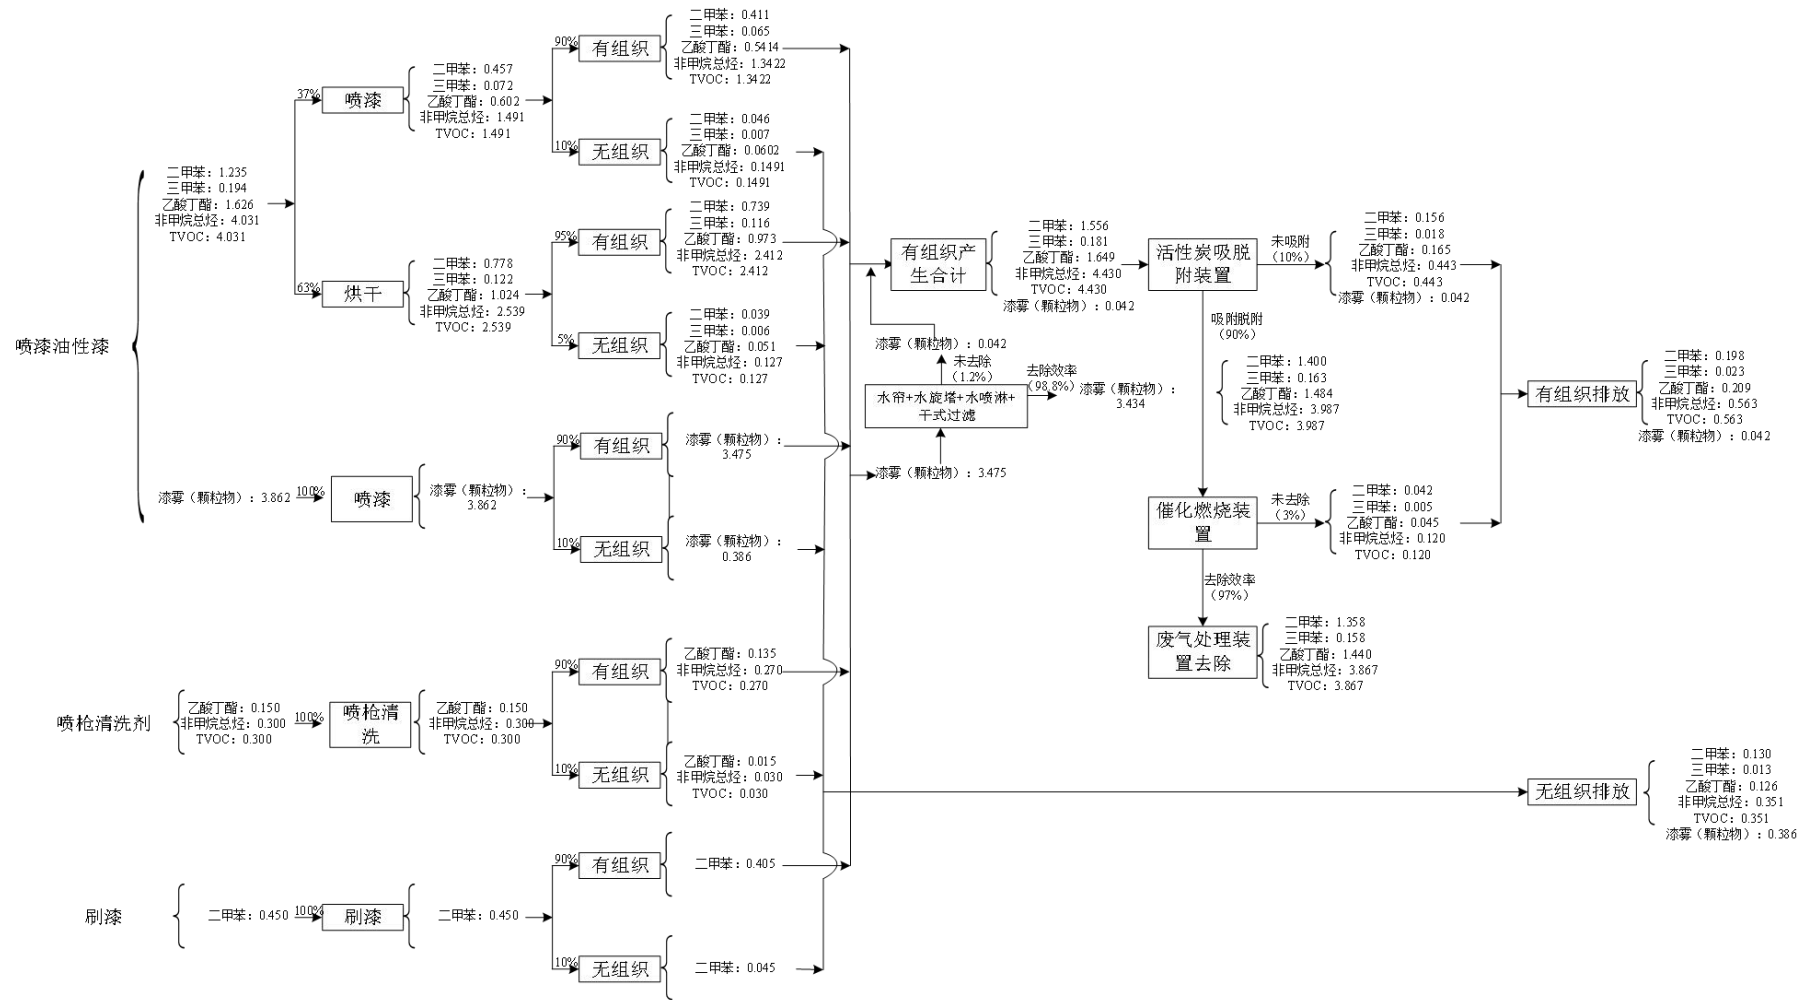 喷漆油性漆
二甲苯：1.235
三甲苯：0.194
乙酸丁酯：1.626
非甲烷总烃：4.031
TVOC：4.031
37%
喷漆
二甲苯：0.457
三甲苯：0.072
乙酸丁酯：0.602
非甲烷总烃：1.491
TVOC：1.491
90%
有组织
二甲苯：0.411
三甲苯：0.065
乙酸丁酯：0.5414
非甲烷总烃：1.3422
TVOC：1.3422
10%
无组织
二甲苯：0.046
三甲苯：0.007
乙酸丁酯：0.0602
非甲烷总烃：0.1491
TVOC：0.1491
63%
烘干
二甲苯：0.778
三甲苯：0.122
乙酸丁酯：1.024
非甲烷总烃：2.539
TVOC：2.539
95%
有组织
二甲苯：0.739
三甲苯：0.116
乙酸丁酯：0.973
非甲烷总烃：2.412
TVOC：2.412
5%
无组织
二甲苯：0.039
三甲苯：0.006
乙酸丁酯：0.051
非甲烷总烃：0.127
TVOC：0.127
漆雾（颗粒物）：3.862
100%
喷漆
漆雾（颗粒物）：
3.862
90%
有组织
漆雾（颗粒物）：
3.475
10%
无组织
漆雾（颗粒物）：
0.386
喷枪清洗剂
乙酸丁酯：0.150
非甲烷总烃：0.300
TVOC：0.300
100%
喷枪清
洗
乙酸丁酯：0.150
非甲烷总烃：0.300
TVOC：0.300
90%
有组织
乙酸丁酯：0.135
非甲烷总烃：0.270
TVOC：0.270
10%
无组织
乙酸丁酯：0.015
非甲烷总烃：0.030
TVOC：0.030
刷漆
二甲苯：0.450
100%
刷漆
二甲苯：0.450
90%
有组织
二甲苯：0.405
10%
无组织
二甲苯：0.045
有组织产
生合计
二甲苯：1.556
三甲苯：0.181
乙酸丁酯：1.649
非甲烷总烃：4.430
TVOC：4.430
漆雾（颗粒物）：0.042
漆雾（颗粒物）：0.042
未去除
（1.2%）
去除效率
（98.8%）
漆雾（颗粒物）：
3.434
水帘+水旋塔+水喷淋+
干式过滤
漆雾（颗粒物）：3.475
活性炭吸脱
附装置
未吸附
（10%）
二甲苯：0.156
三甲苯：0.018
乙酸丁酯：0.165
非甲烷总烃：0.443
TVOC：0.443
漆雾（颗粒物）：0.042
吸附脱附
（90%）
二甲苯：1.400
三甲苯：0.163
乙酸丁酯：1.484
非甲烷总烃：3.987
TVOC：3.987
催化燃烧装
置
未去除
（3%）
二甲苯：0.042
三甲苯：0.005
乙酸丁酯：0.045
非甲烷总烃：0.120
TVOC：0.120
去除效率
（97%）
废气处理装
置去除
二甲苯：1.358
三甲苯：0.158
乙酸丁酯：1.440
非甲烷总烃：3.867
TVOC：3.867
有组织排放
二甲苯：0.198
三甲苯：0.023
乙酸丁酯：0.209
非甲烷总烃：0.563
TVOC：0.563
漆雾（颗粒物）：0.042
无组织排放
二甲苯：0.130
三甲苯：0.013
乙酸丁酯：0.126
非甲烷总烃：0.351
TVOC：0.351
漆雾（颗粒物）：0.386